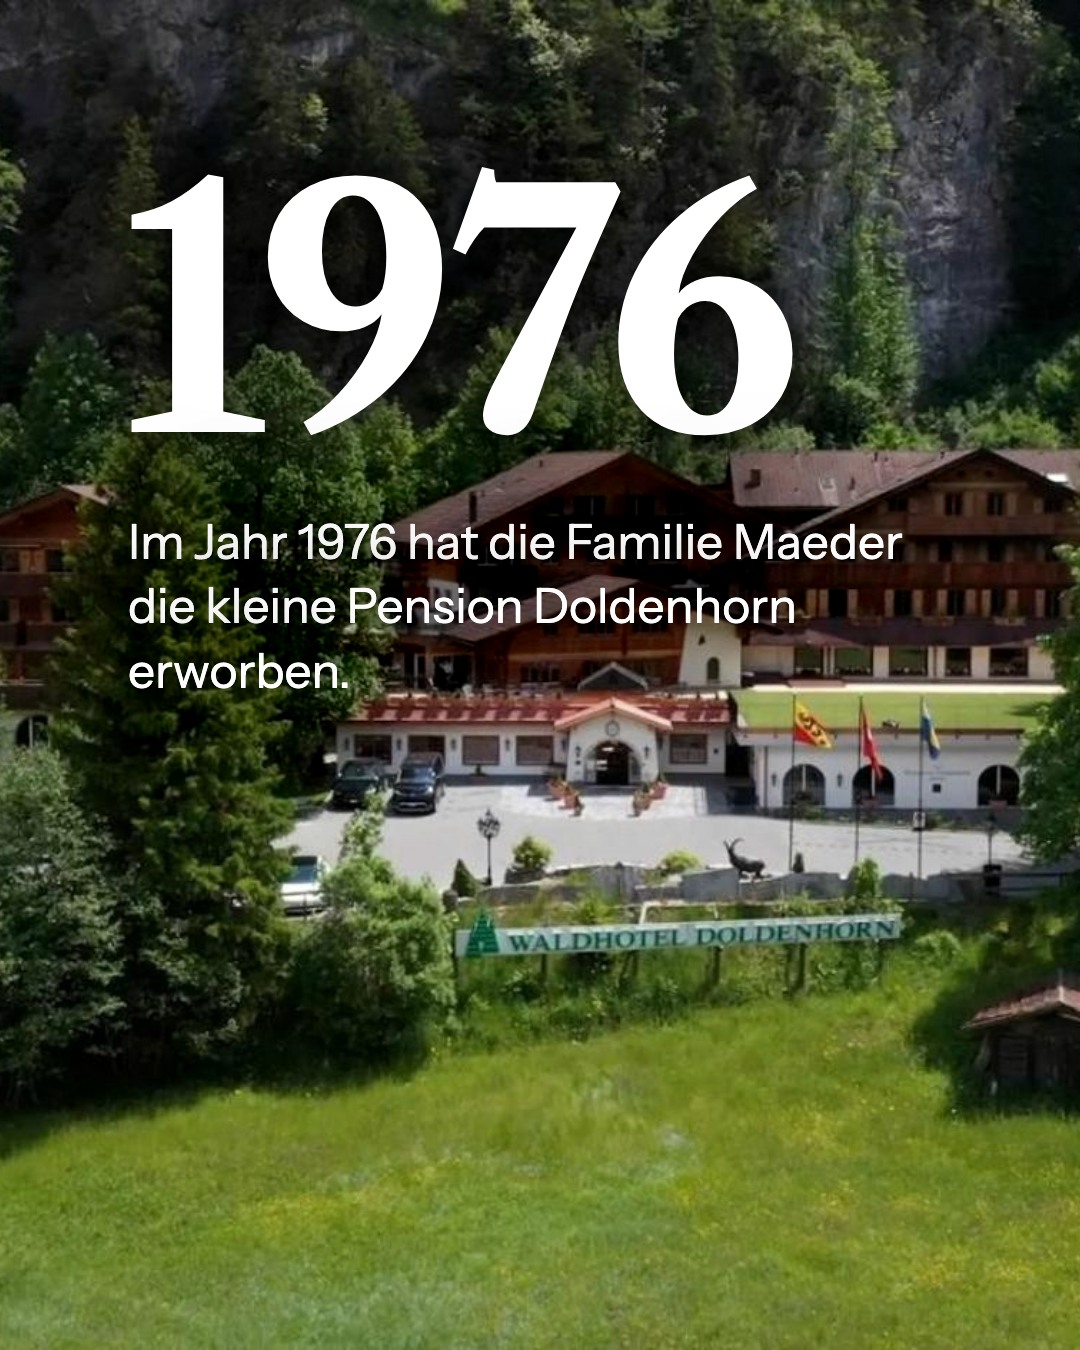 1976
Im Jahr 1976 hat die Familie Maeder
die kleine Pension Doldenhorn
erworben.
WALDHOTEL DOLDENHORN